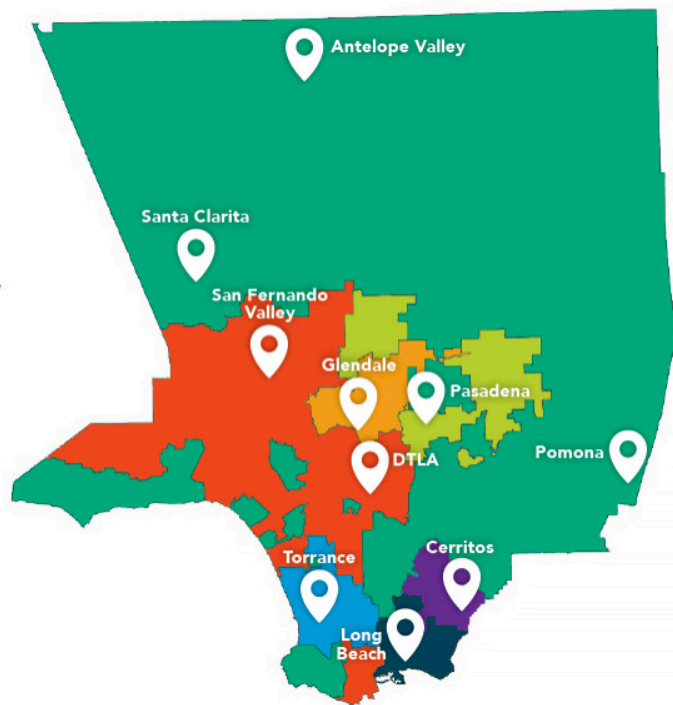 Antelope Valley
Santa Clarita
San Fernando
Valley
Glendale
Pasadena
DTLA
Pomona
Cerritos
Torrance
Long
Beach